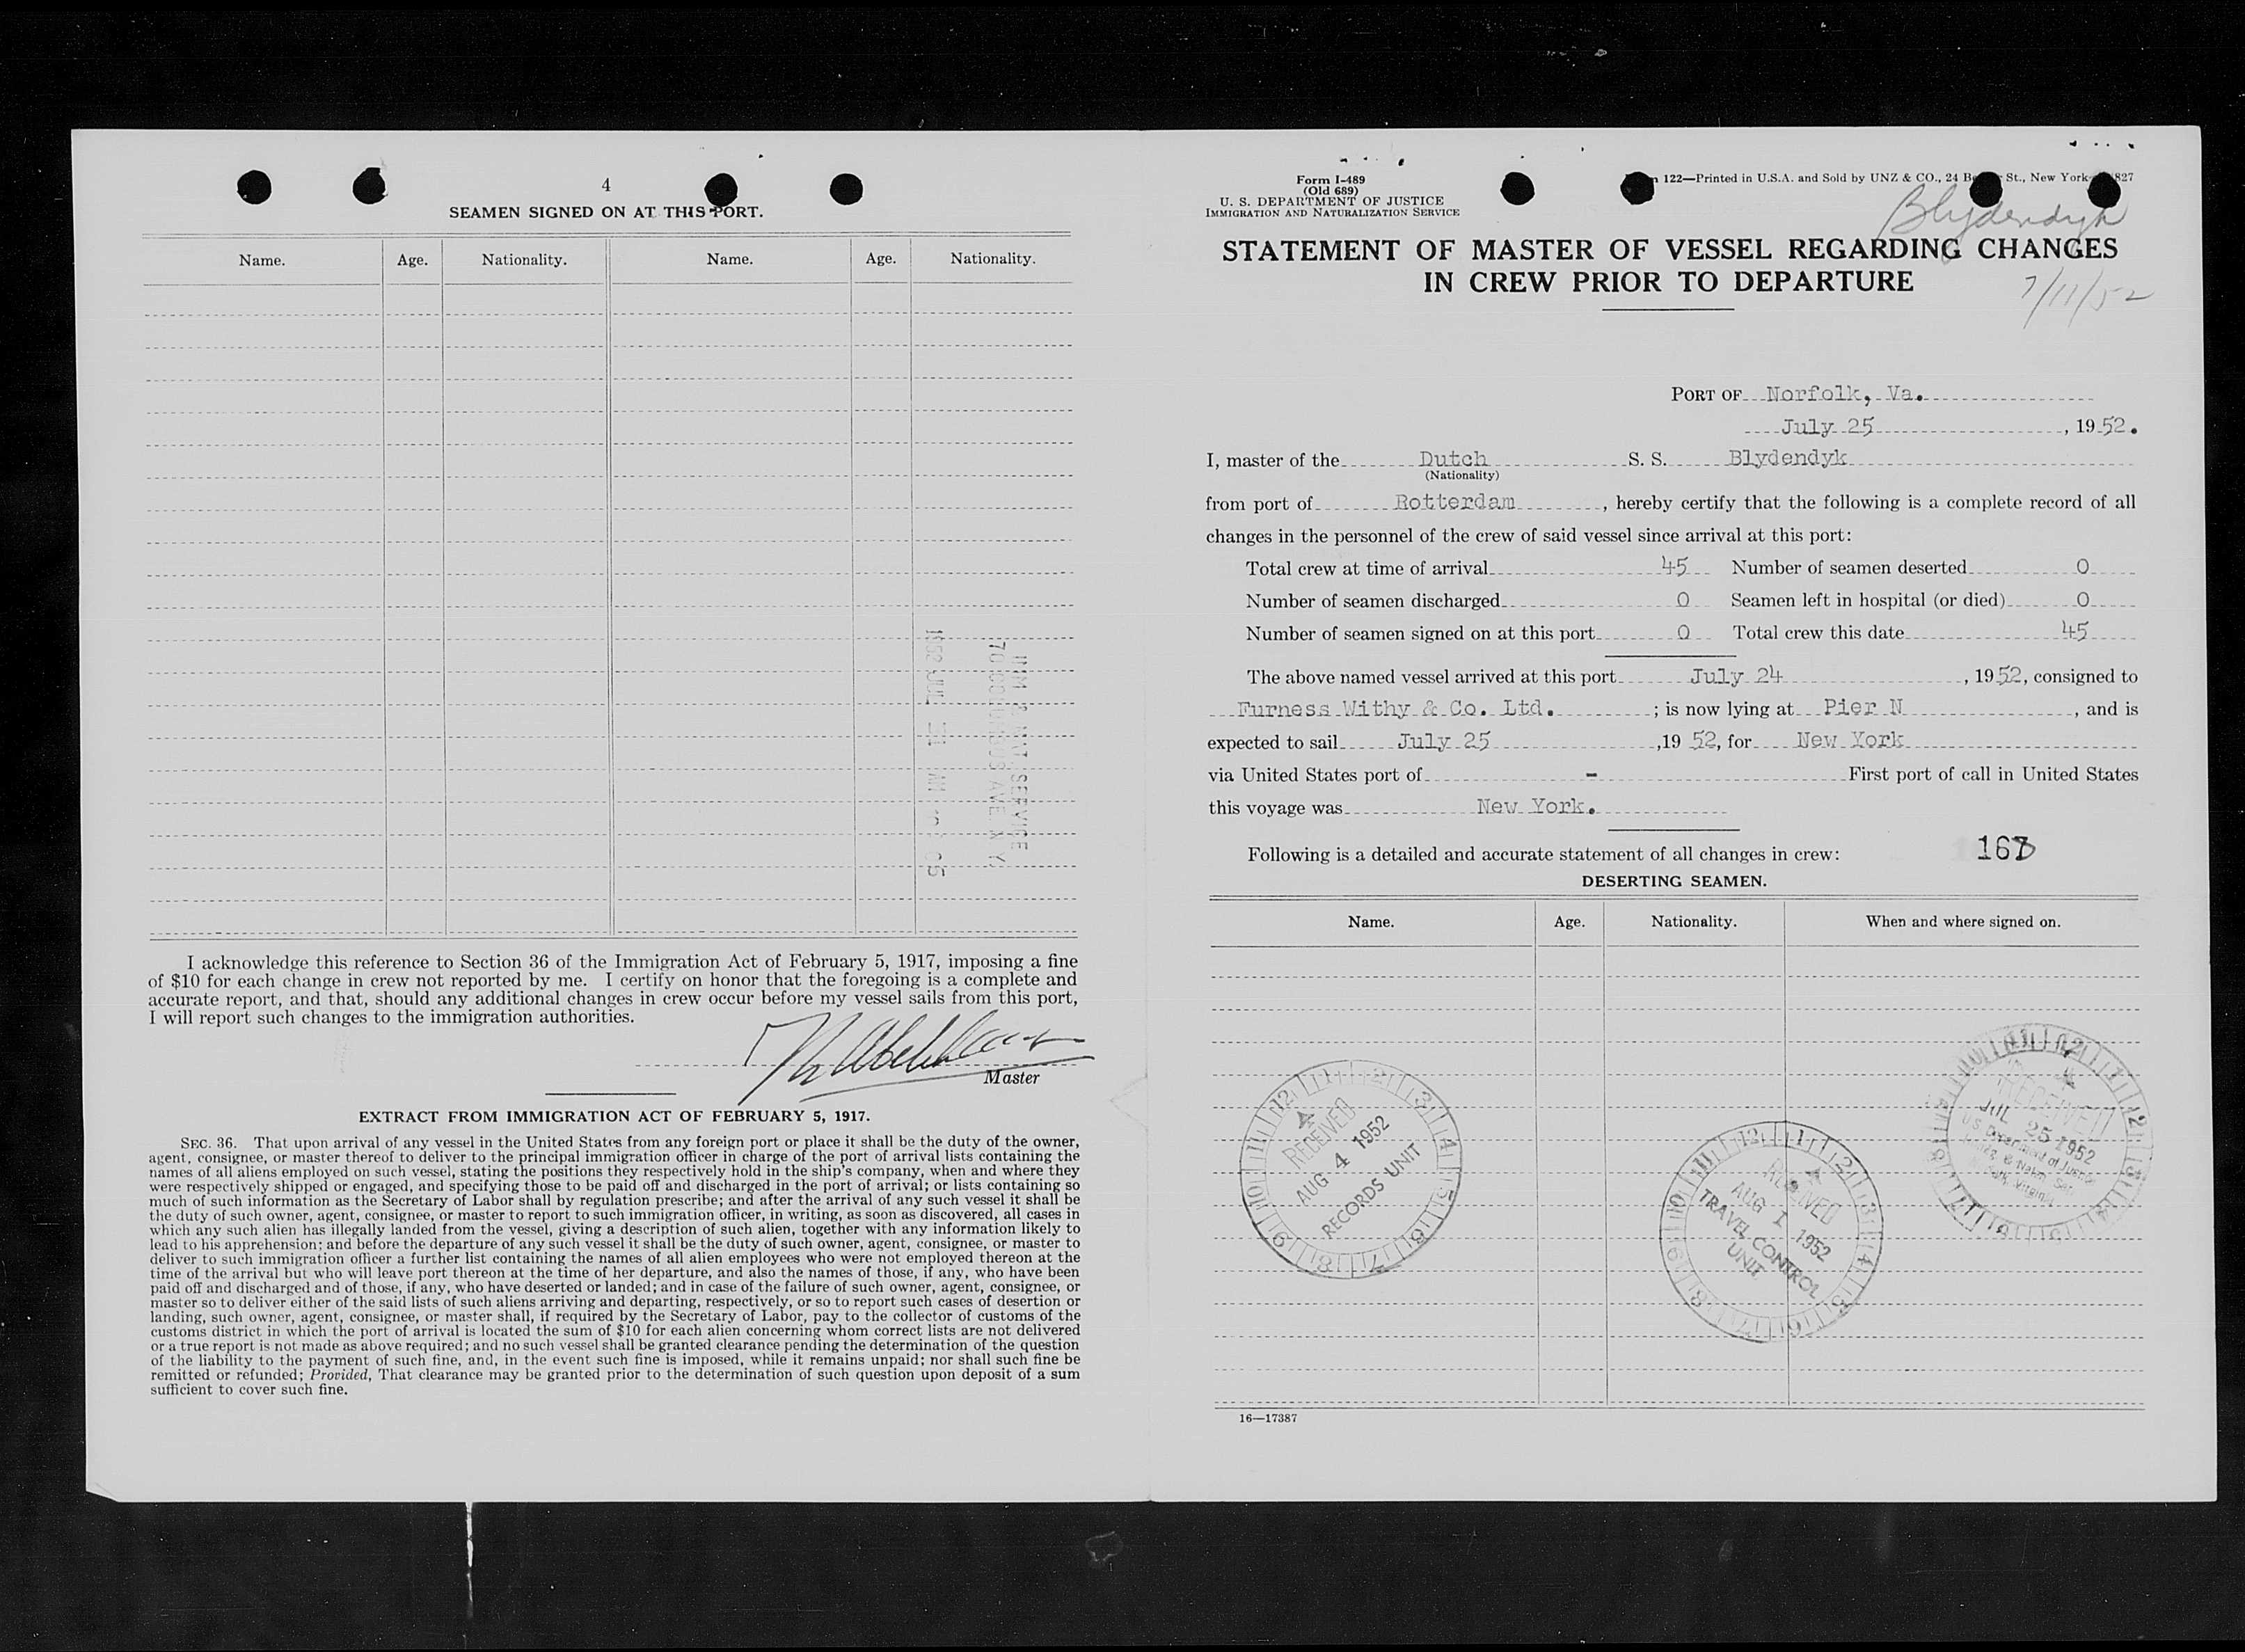 4
SEAMEN SIGNED ON AT THIS PORT.
Name. Age. Nationality. Name. Age. Nationality.
IMM & NAT. SERVICE
70 COLUMBUS AVE N Y
1952 JUL 31 05
I acknowledge this reference to Section 36 of the Immigration Act of February 5, 1917, imposing a fine
of $10 for each change in crew not reported by me. I certify on honor that the foregoing is a complete and
accurate report, and that, should any additional changes in crew occur before my vessel sails from this port,
I will report such changes to the immigration authorities.
Master
EXTRACT FROM IMMIGRATION ACT OF FEBRUARY 5, 1917.
SEC. 36. That upon arrival of any vessel in the United States from any foreign port or place it shall be the duty of the owner,
agent, consignee, or master thereof to deliver to the principal immigration officer in charge of the port of arrival lists containing the
names of all aliens employed on such vessel, stating the positions they respectively hold in the ship's company, when and where they
were respectively shipped or engaged, and specifying those to be paid off and discharged in the port of arrival; or lists containing so
much of such information as the Secretary of Labor shall by regulation prescribe; and after the arrival of any such vessel it shall be
the duty of such owner, agent, consignee, or master to report to such immigration officer, in writing, as soon as discovered, all cases in
which any such alien has illegally landed from the vessel, giving a description of such alien, together with any information likely to
lead to his apprehension; and before the departure of any such vessel it shall be the duty of such owner, agent, consignee, or master to
deliver to such immigration officer a further list containing the names of all alien employees who were not employed thereon at the
time of the arrival but who will leave port thereon at the time of her departure, and also the names of those, if any, who have been
paid off and discharged and of those, if any, who have deserted or landed; and in case of the failure of such owner, agent, consignee, or
master so to deliver either of the said lists of such aliens arriving and departing, respectively, or so to report such cases of desertion or
landing, such owner, agent, consignee, or master shall, if required by the Secretary of Labor, pay to the collector of customs of the
customs district in which the port of arrival is located the sum of $10 for each alien concerning whom correct lists are not delivered
or a true report is not made as above required; and no such vessel shall be granted clearance pending the determination of the question
of the liability to the payment of such fine, and, in the event such fine is imposed, while it remains unpaid; nor shall such fine be
remitted or refunded; Provided, That clearance may be granted prior to the determination of such question upon deposit of a sum
sufficient to cover such fine.
Form I-489
(Old 689)
U. S. DEPARTMENT OF JUSTICE
IMMIGRATION AND NATURALIZATION SERVICE
122—Printed in U.S.A. and Sold by UNZ & CO., 24 St., New York
Blydendyk
STATEMENT OF MASTER OF VESSEL REGARDING CHANGES
IN CREW PRIOR TO DEPARTURE
7/11/52
PORT OF Norfolk, Va.
July 25, 1952.
I, master of the Dutch S. S. Blydendyk
(Nationality)
from port of Rotterdam, hereby certify that the following is a complete record of all
changes in the personnel of the crew of said vessel since arrival at this port:
Total crew at time of arrival 45 Number of seamen deserted 0
Number of seamen discharged 0 Seamen left in hospital (or died) 0
Number of seamen signed on at this port 0 Total crew this date 45
The above named vessel arrived at this port July 24, 1952, consigned to
Furness Withy & Co. Ltd.; is now lying at Pier N, and is
expected to sail July 25, 19 52, for New York
via United States port of - First port of call in United States
this voyage was New York.
Following is a detailed and accurate statement of all changes in crew:
DESERTING SEAMEN.
Name. Age. Nationality. When and where signed on.
RECEIVED
AUG 4 1952
RECORDS UNIT
RECEIVED
AUG 1 1952
TRAVEL CONTROL
UNIT
RECEIVED
JUL 25 1952
U.S. Department of Justice
16—17387